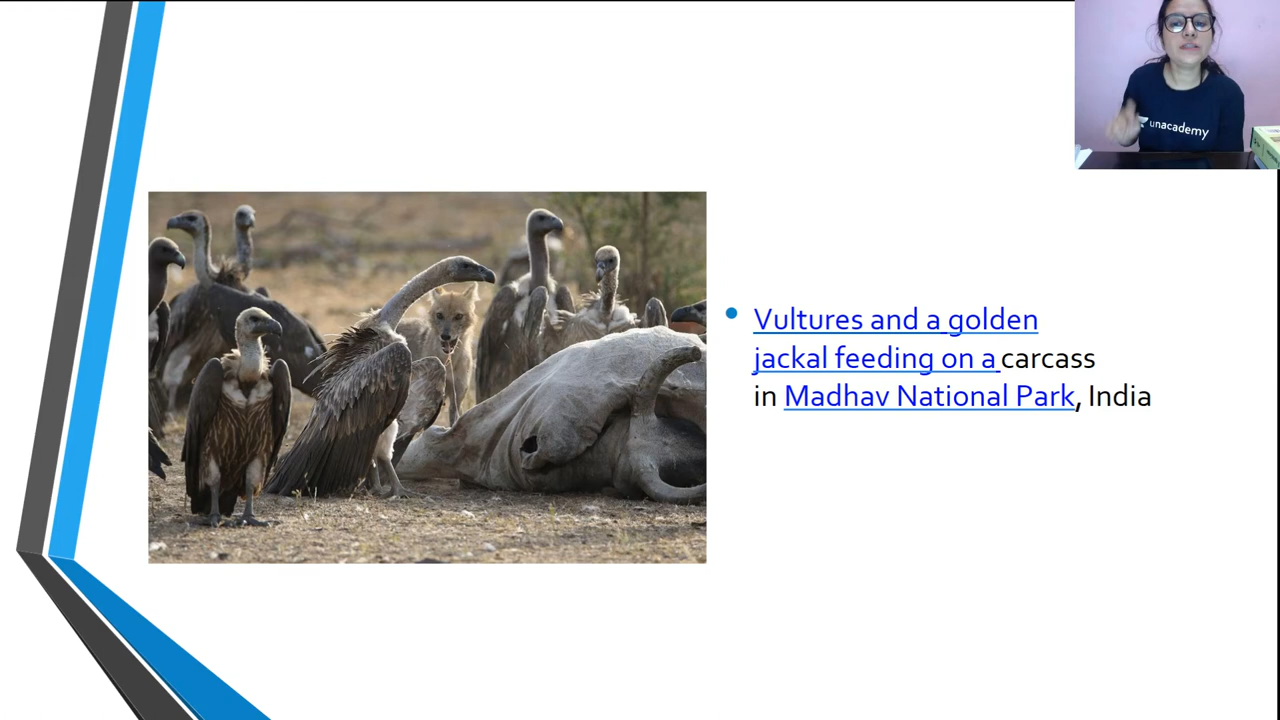 unacademy
Vultures and a golden
jackal feeding on a carcass
in Madhav National Park, India